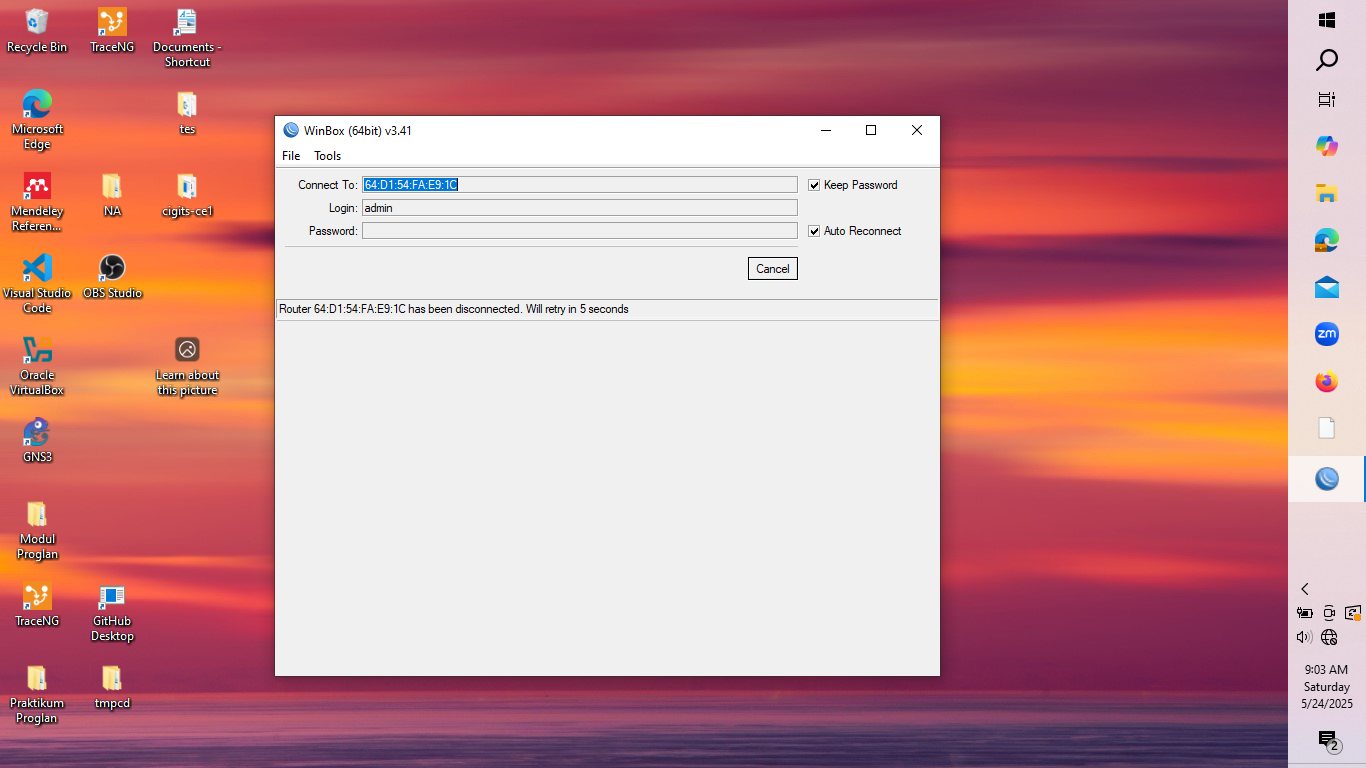 Recycle Bin
TraceNG
Documents -
Shortcut
Microsoft
Edge
tes
Mendeley
Referen...
NA
cigits-ce1
Visual Studio
Code
OBS Studio
Oracle
VirtualBox
Learn about
this picture
GNS3
Modul
Proglan
TraceNG
GitHub
Desktop
Praktikum
Proglan
tmpcd
WinBox (64bit) v3.41
File Tools
Connect To: 64:D1:54:FA:E9:1C Keep Password
Login: admin
Password: Auto Reconnect
Cancel
Router 64:D1:54:FA:E9:1C has been disconnected. Will retry in 5 seconds
zm
9:03 AM
Saturday
5/24/2025
2